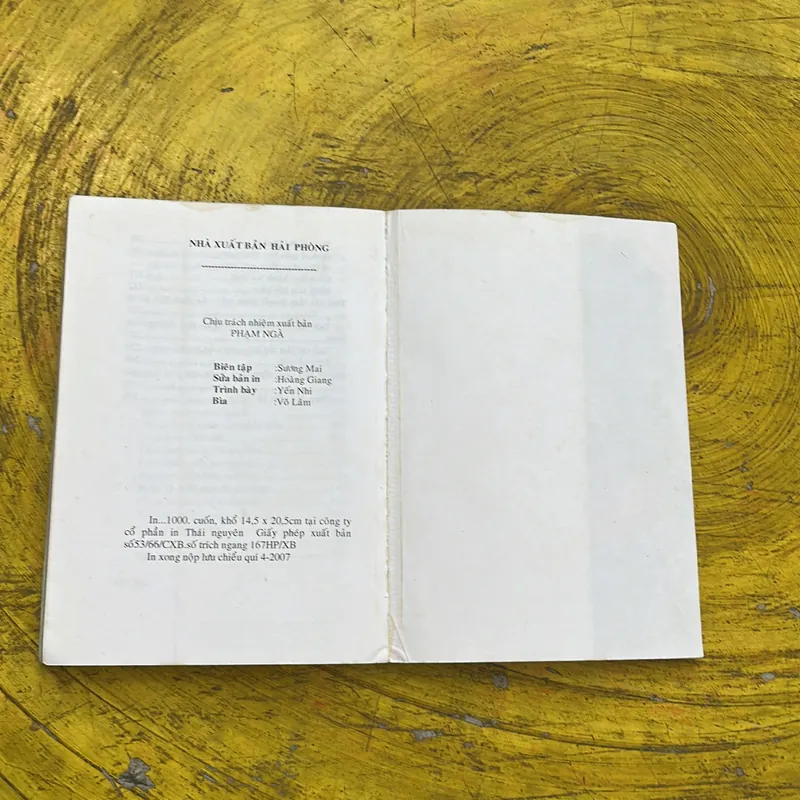 NHÀ XUẤT BẢN HẢI PHÒNG
Chịu trách nhiệm xuất bản
PHẠM NGÀ
Biên tập :Sương Mai
Sửa bản in :Hoàng Giang
Trình bày :Yến Nhi
Bìa :Võ Lâm
In...1000. cuốn, khổ 14,5 x 20,5cm tại công ty
cổ phần in Thái nguyên Giấy phép xuất bản
số53/66/CXB.số trích ngang 167HP/XB
In xong nộp lưu chiểu quí 4-2007